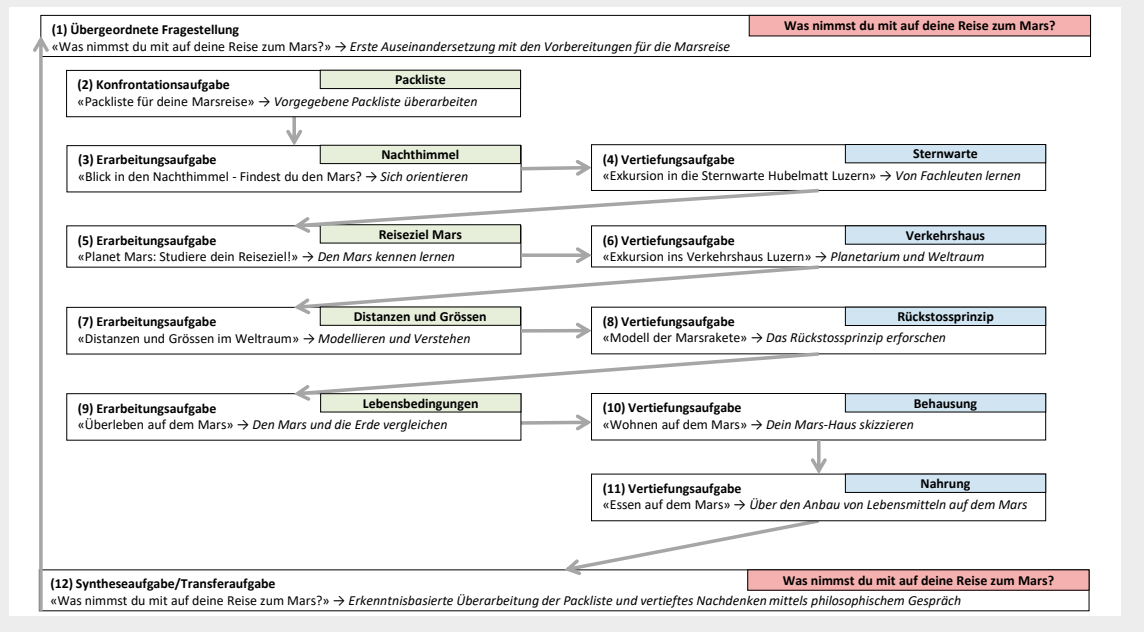 (1) Übergeordnete Fragestellung
Was nimmst du mit auf deine Reise zum Mars?
«Was nimmst du mit auf deine Reise zum Mars?» → Erste Auseinandersetzung mit den Vorbereitungen für die Marsreise
(2) Konfrontationsaufgabe
Packliste
«Packliste für deine Marsreise» → Vorgegebene Packliste überarbeiten
(3) Erarbeitungsaufgabe
Nachthimmel
«Blick in den Nachthimmel - Findest du den Mars? → Sich orientieren
(4) Vertiefungsaufgabe
Sternwarte
«Exkursion in die Sternwarte Hubelmatt Luzern» → Von Fachleuten lernen
(5) Erarbeitungsaufgabe
Reiseziel Mars
«Planet Mars: Studiere dein Reiseziel!» → Den Mars kennen lernen
(6) Vertiefungsaufgabe
Verkehrshaus
«Exkursion ins Verkehrshaus Luzern» → Planetarium und Weltraum
(7) Erarbeitungsaufgabe
Distanzen und Grössen
«Distanzen und Grössen im Weltraum» → Modellieren und Verstehen
(8) Vertiefungsaufgabe
Rückstossprinzip
«Modell der Marsrakete» → Das Rückstossprinzip erforschen
(9) Erarbeitungsaufgabe
Lebensbedingungen
«Überleben auf dem Mars» → Den Mars und die Erde vergleichen
(10) Vertiefungsaufgabe
Behausung
«Wohnen auf dem Mars» → Dein Mars-Haus skizzieren
(11) Vertiefungsaufgabe
Nahrung
«Essen auf dem Mars» → Über den Anbau von Lebensmitteln auf dem Mars
(12) Syntheseaufgabe/Transferaufgabe
Was nimmst du mit auf deine Reise zum Mars?
«Was nimmst du mit auf deine Reise zum Mars?» → Erkenntnisbasierte Überarbeitung der Packliste und vertieftes Nachdenken mittels philosophischem Gespräch